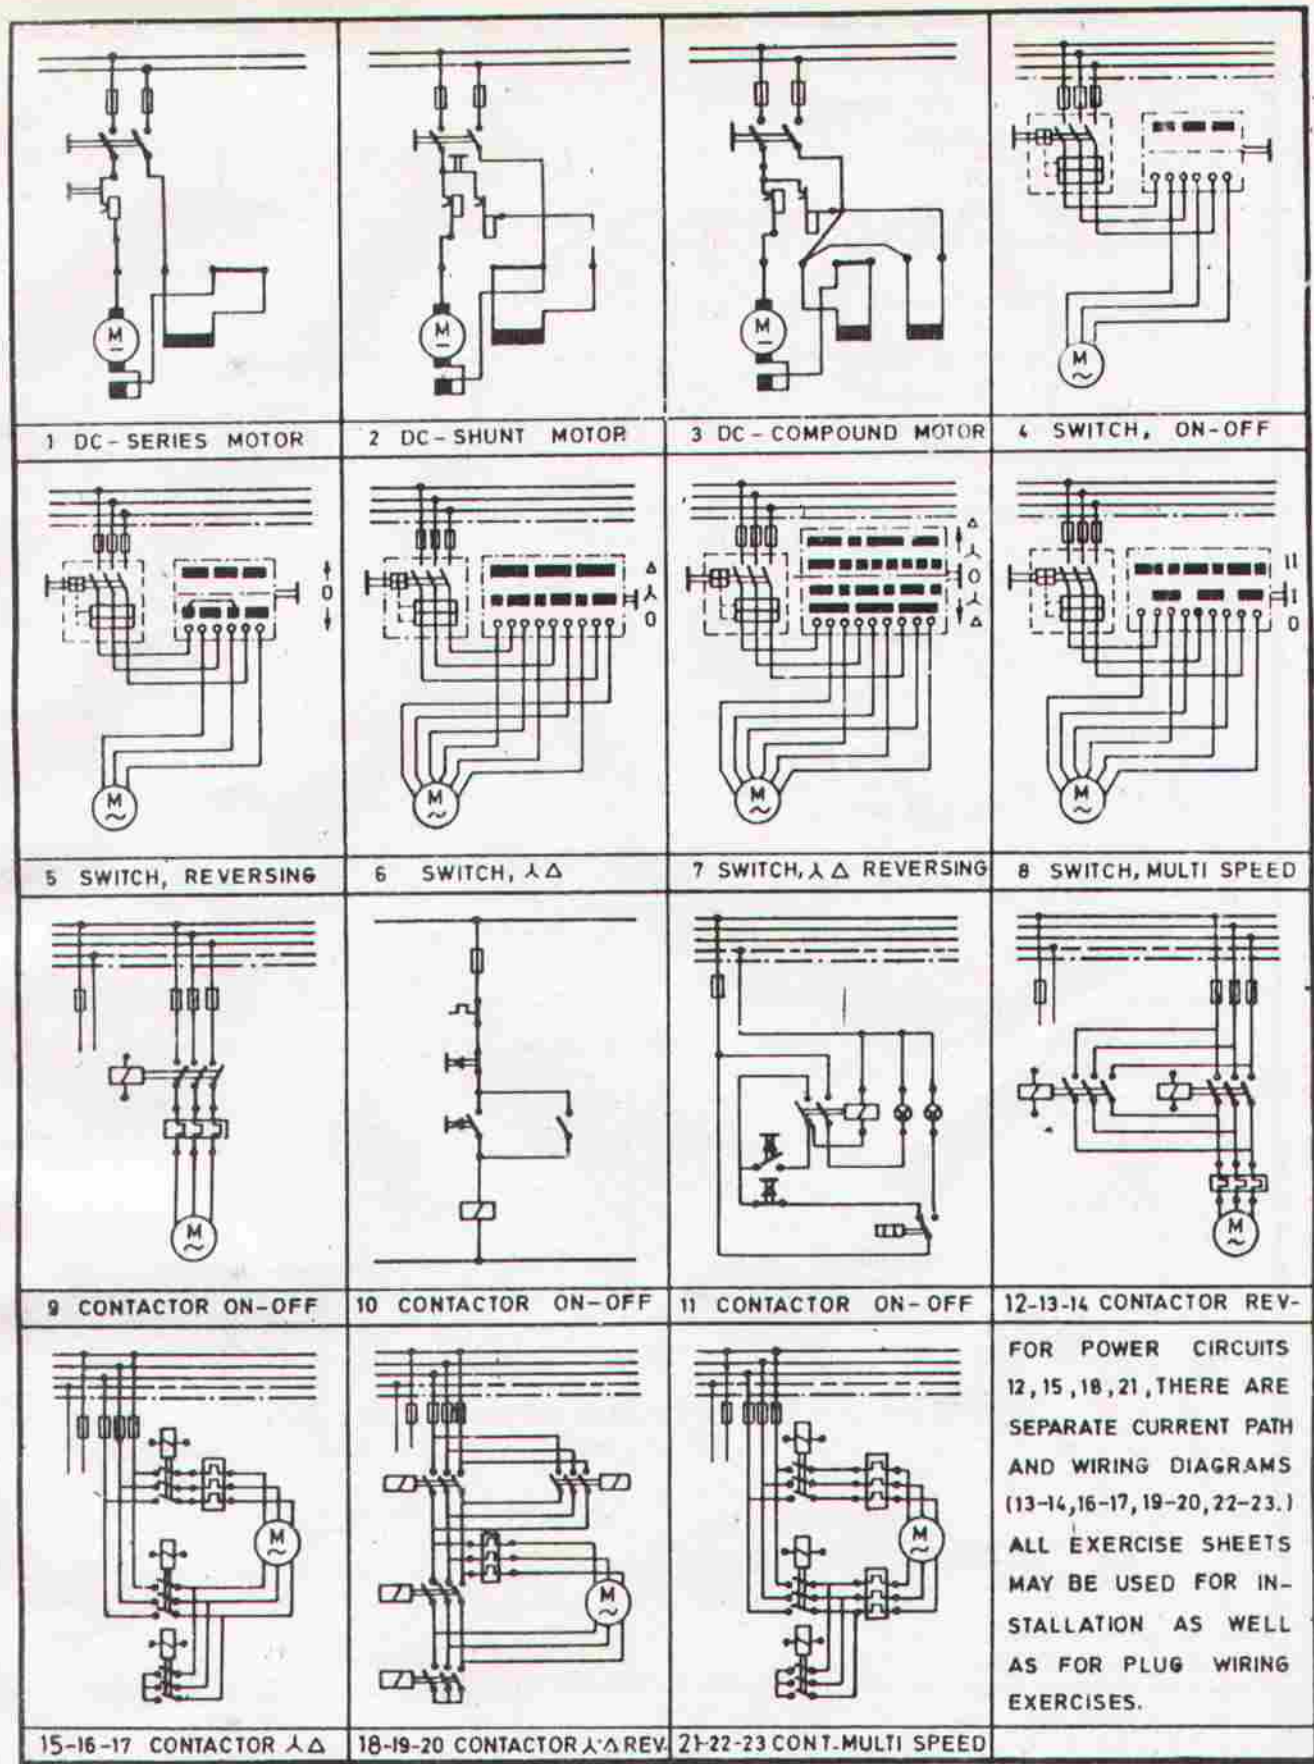 M
M
M
M
~
1 DC-SERIES MOTOR
2 DC-SHUNT MOTOR
3 DC-COMPOUND MOTOR
4 SWITCH, ON-OFF
0
Δ
⅄
0
Δ
⅄
0
⅄
Δ
II
I
0
M
~
M
~
M
~
M
~
5 SWITCH, REVERSING
6 SWITCH, ⅄ Δ
7 SWITCH, ⅄ Δ REVERSING
8 SWITCH, MULTI SPEED
M
~
M
~
9 CONTACTOR ON-OFF
10 CONTACTOR ON-OFF
11 CONTACTOR ON-OFF
12-13-14 CONTACTOR REV-
M
~
M
~
M
~
FOR POWER CIRCUITS
12,15,18,21, THERE ARE
SEPARATE CURRENT PATH
AND WIRING DIAGRAMS
(13-14,16-17,19-20,22-23.)
ALL EXERCISE SHEETS
MAY BE USED FOR IN-
STALLATION AS WELL
AS FOR PLUG WIRING
EXERCISES.
15-16-17 CONTACTOR ⅄ Δ
18-19-20 CONTACTOR ⅄·Δ REV.
21-22-23 CONT.MULTI SPEED